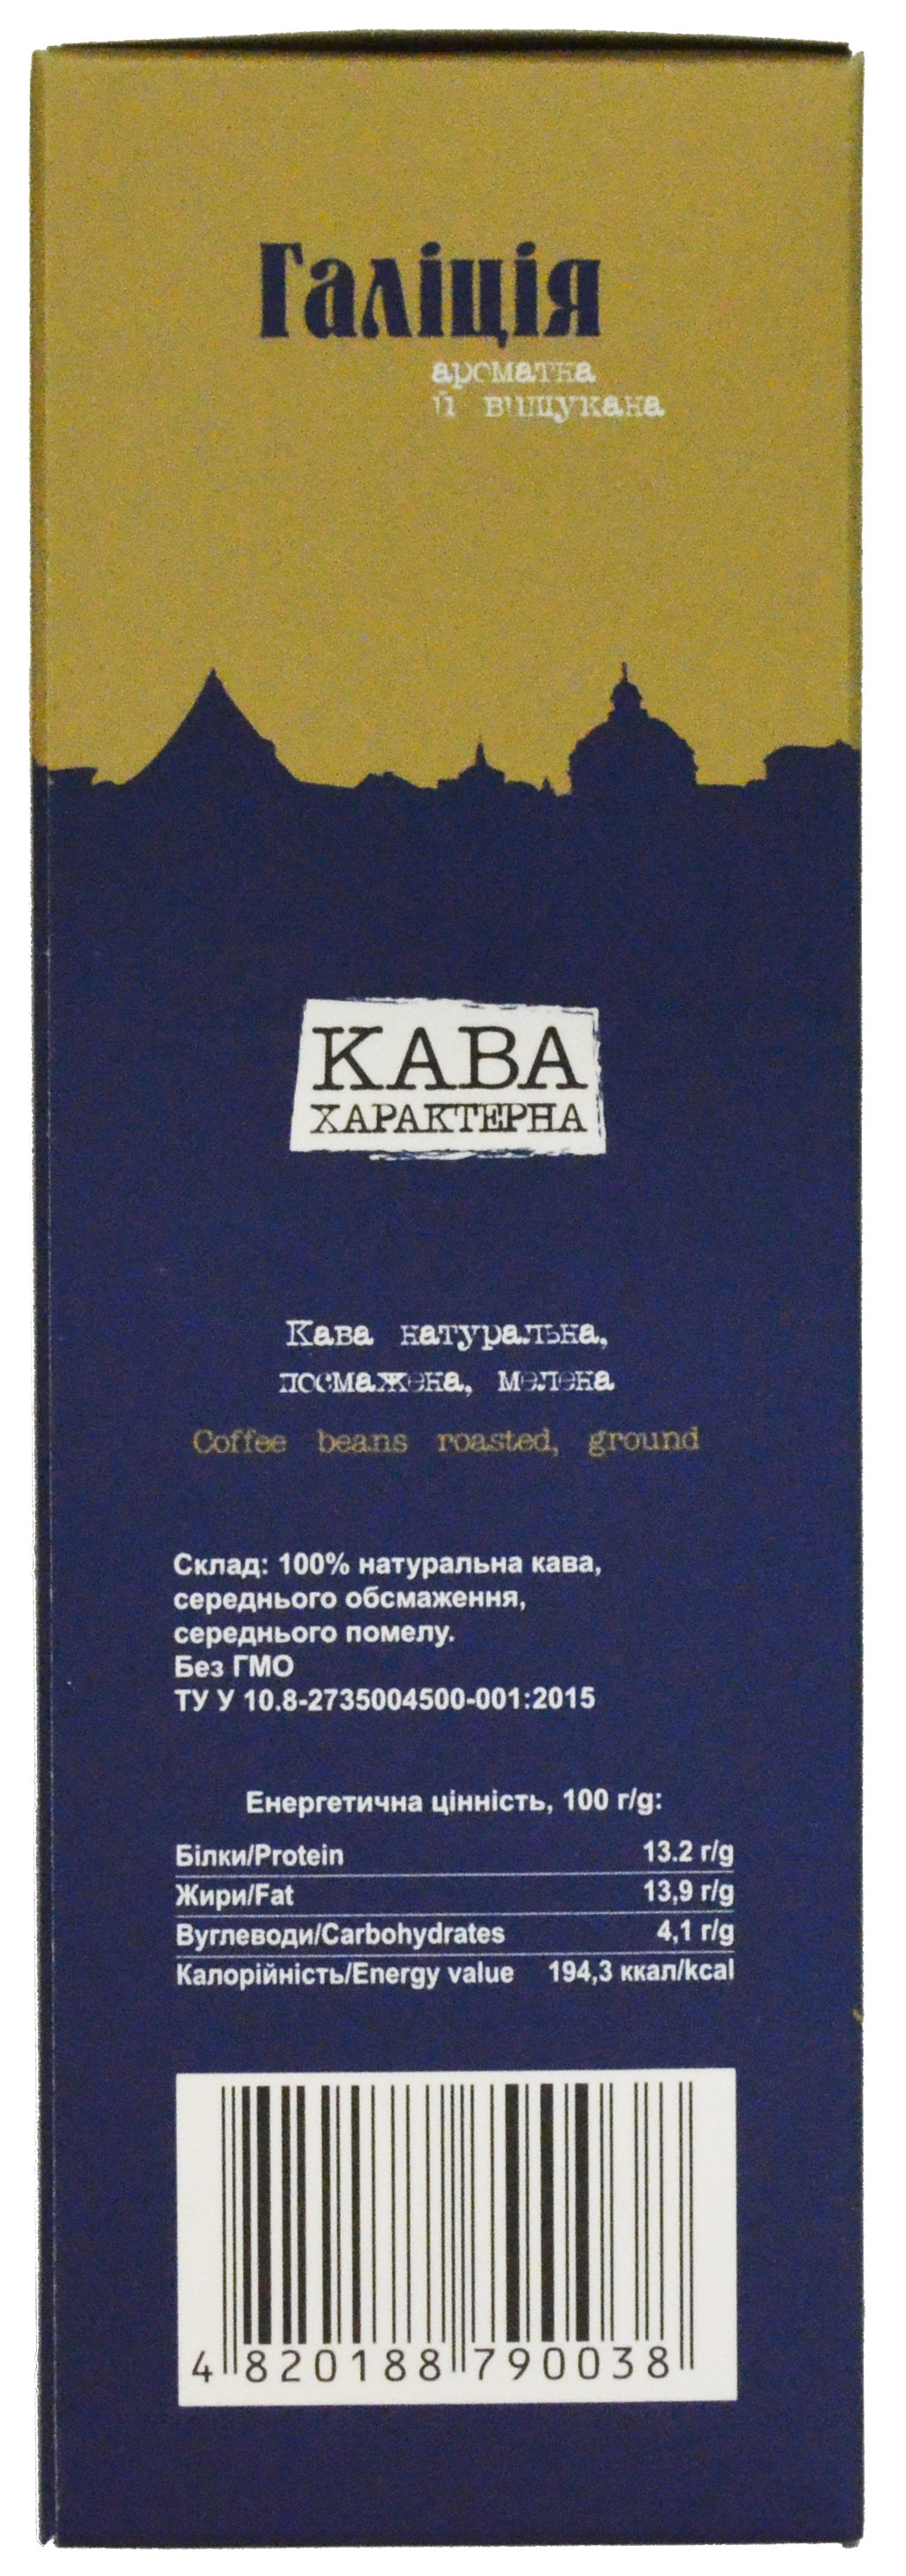 Галіція
ароматна
й вишукана
КАВА
ХАРАКТЕРНА
Кава натуральна,
посмажена, мелена
Coffee beans roasted, ground
Склад: 100% натуральна кава,
середнього обсмаження,
середнього помелу.
Без ГМО
ТУ У 10.8-2735004500-001:2015
Енергетична цінність, 100 г/g:
Білки/Protein 13.2 г/g
Жири/Fat 13,9 г/g
Вуглеводи/Carbohydrates 4,1 г/g
Калорійність/Energy value 194,3 ккал/kcal
4 820188 790038